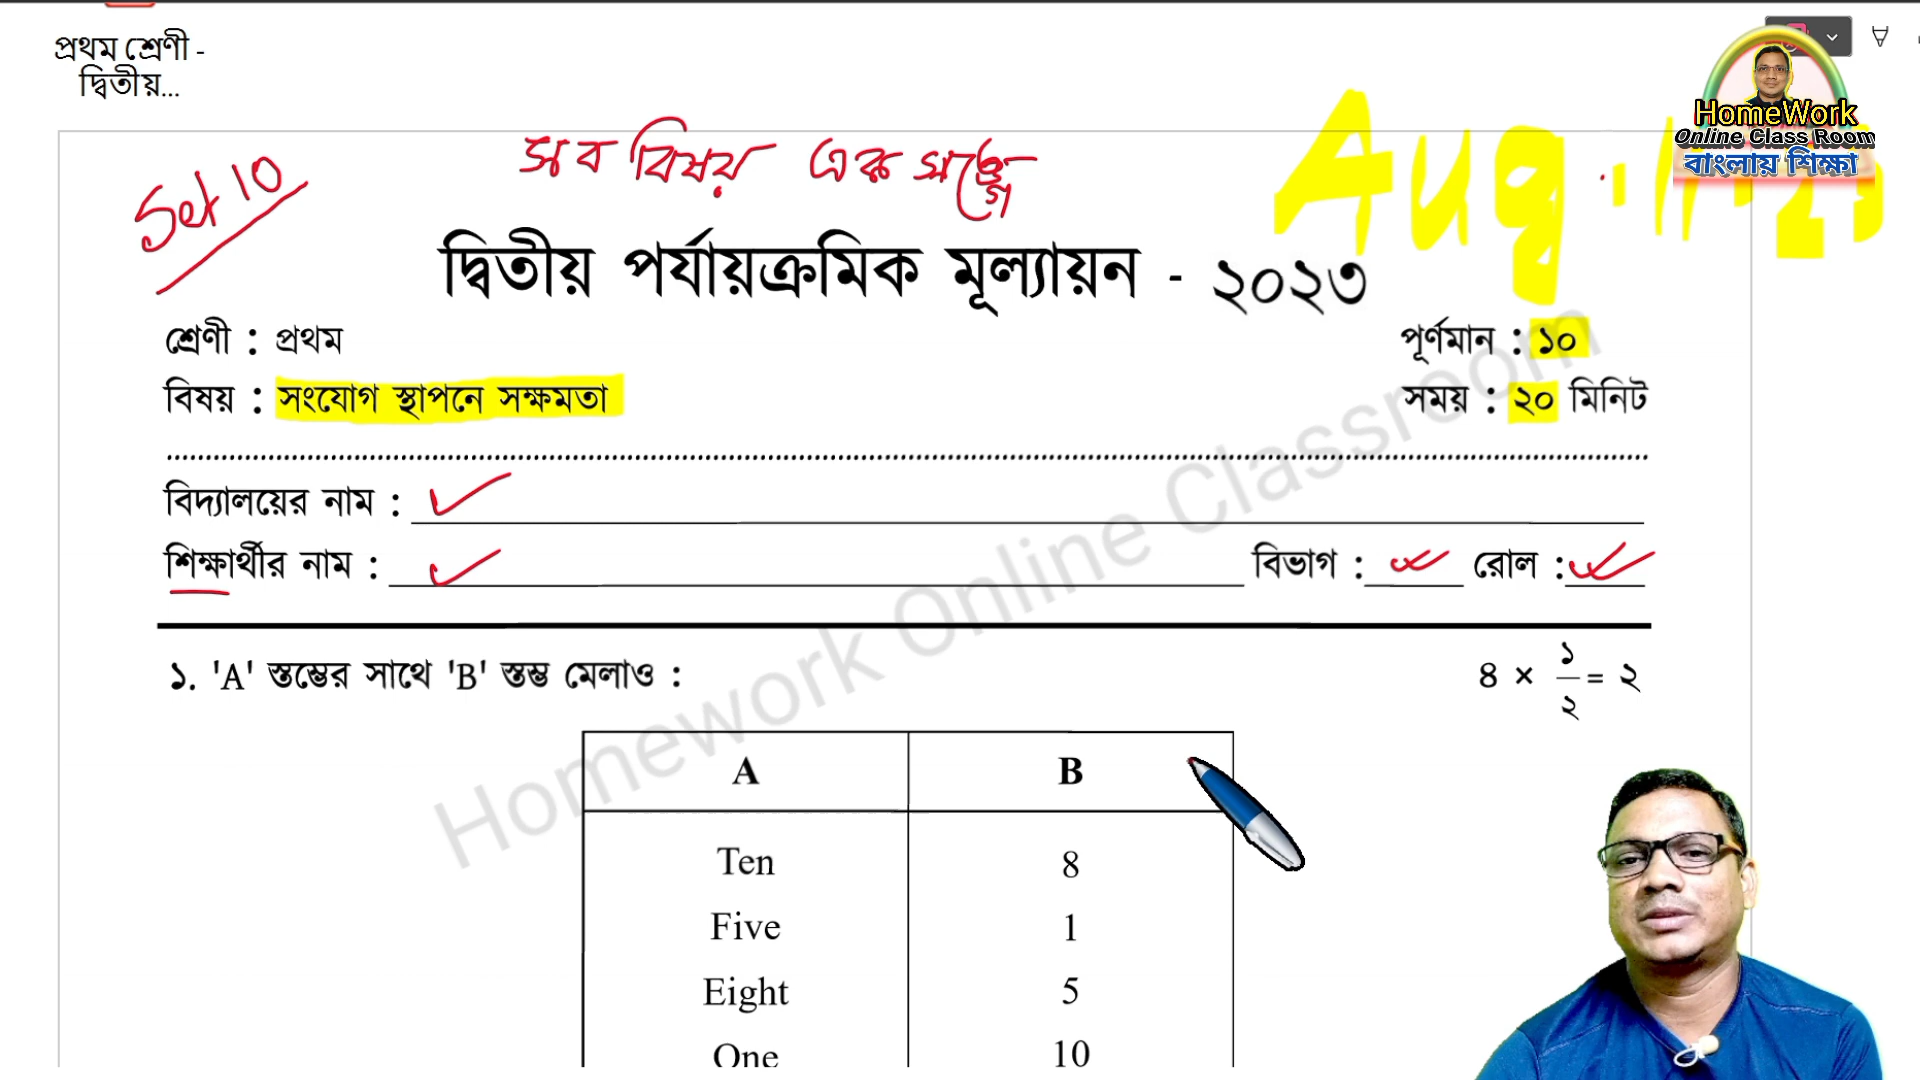 প্রথম শ্রেণী -
দ্বিতীয়...
HomeWork
Online Class Room
বাংলায় শিক্ষা
Set 10
সব বিষয় এক সঙ্গে
Aug
দ্বিতীয় পর্যায়ক্রমিক মূল্যায়ন - ২০২৩
শ্রেণী : প্রথম
পূর্ণমান : ১০
বিষয় : সংযোগ স্থাপনে সক্ষমতা
সময় : ২০ মিনিট
বিদ্যালয়ের নাম :
শিক্ষার্থীর নাম : বিভাগ : রোল :
১. 'A' স্তম্ভের সাথে 'B' স্তম্ভ মেলাও : ৪ × ১/২ = ২
A B
Ten 8
Five 1
Eight 5
One 10
Homework Online Classroom